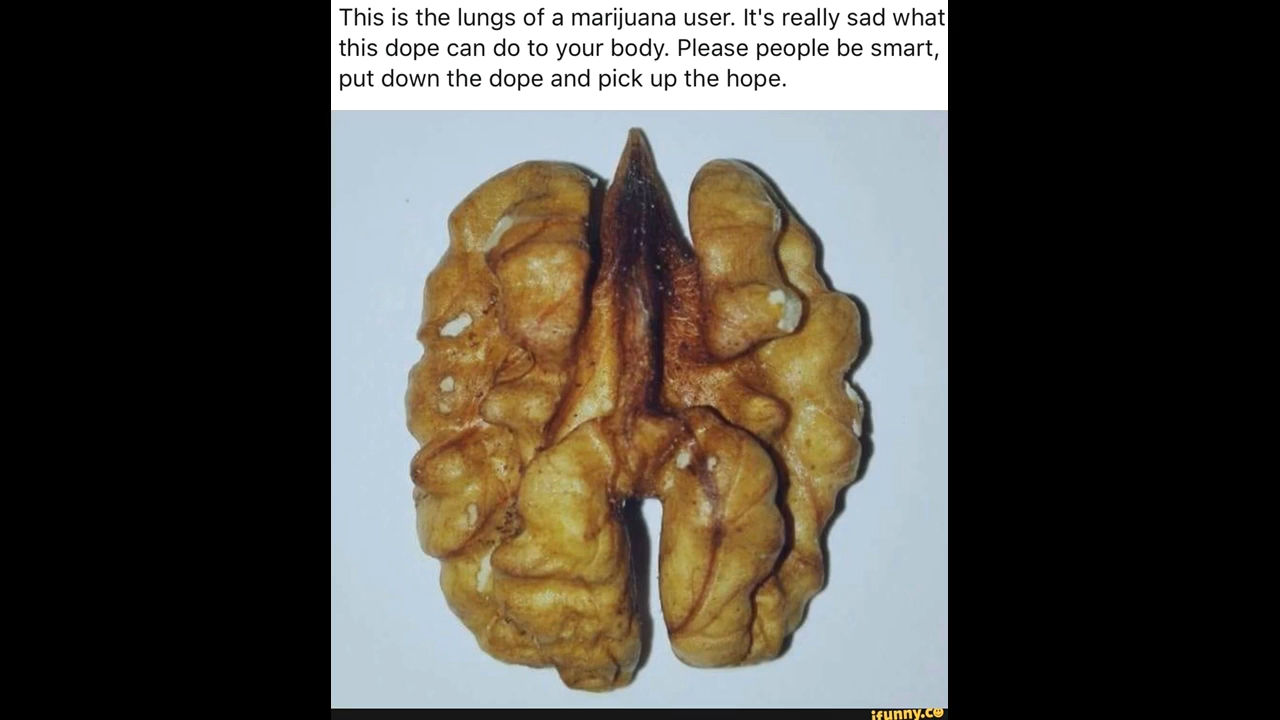 This is the lungs of a marijuana user. It's really sad what
this dope can do to your body. Please people be smart,
put down the dope and pick up the hope.
ifunny.co